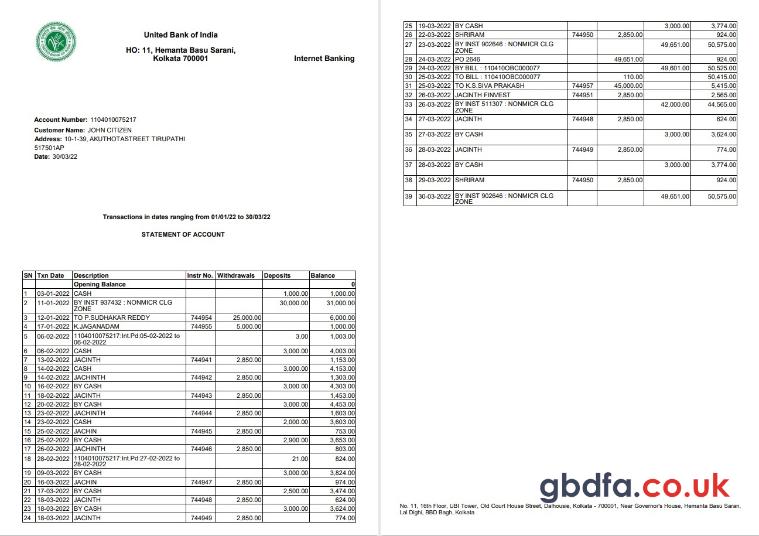 United Bank of India
HO: 11, Hemanta Basu Sarani,
Kolkata 700001
Internet Banking
Account Number: 1104010075217
Customer Name: JOHN CITIZEN
Address: 10-1-39, AKUTHOTASTREET TIRUPATHI
517501AP
Date: 30/03/22
Transactions in dates ranging from 01/01/22 to 30/03/22
STATEMENT OF ACCOUNT
SN Txn Date Description Instr No. Withdrawals Deposits Balance
Opening Balance 0
1 03-01-2022 CASH 1,000.00 1,000.00
2 11-01-2022 BY INST 937432 : NONMICR CLG 30,000.00 31,000.00
ZONE
3 12-01-2022 TO P.SUDHAKAR REDDY 744954 25,000.00 6,000.00
4 17-01-2022 K.JAGANADAM 744955 5,000.00 1,000.00
5 06-02-2022 1104010075217:Int.Pd:05-02-2022 to 3.00 1,003.00
06-02-2022
6 06-02-2022 CASH 3,000.00 4,003.00
7 13-02-2022 JACINTH 744941 2,850.00 1,153.00
8 14-02-2022 CASH 3,000.00 4,153.00
9 14-02-2022 JACHINTH 744942 2,850.00 1,303.00
10 16-02-2022 BY CASH 3,000.00 4,303.00
11 18-02-2022 JACINTH 744943 2,850.00 1,453.00
12 20-02-2022 BY CASH 3,000.00 4,453.00
13 23-02-2022 JACHINTH 744944 2,850.00 1,603.00
14 23-02-2022 CASH 2,000.00 3,603.00
15 25-02-2022 JACHIN 744945 2,850.00 753.00
16 25-02-2022 BY CASH 2,900.00 3,653.00
17 26-02-2022 JACHINTH 744946 2,850.00 803.00
18 28-02-2022 1104010075217:Int.Pd:27-02-2022 to 21.00 824.00
28-02-2022
19 09-03-2022 BY CASH 3,000.00 3,824.00
20 16-03-2022 JACHIN 744947 2,850.00 974.00
21 17-03-2022 BY CASH 2,500.00 3,474.00
22 18-03-2022 JACINTH 744948 2,850.00 624.00
23 18-03-2022 BY CASH 3,000.00 3,624.00
24 18-03-2022 JACINTH 744949 2,850.00 774.00
25 19-03-2022 BY CASH 3,000.00 3,774.00
26 22-03-2022 SHRIRAM 744950 2,850.00 924.00
27 23-03-2022 BY INST 902646 : NONMICR CLG 49,651.00 50,575.00
ZONE
28 24-03-2022 PO 2646 49,651.00 924.00
29 24-03-2022 BY BILL : 110410OBC000077 49,601.00 50,525.00
30 25-03-2022 TO BILL : 110410OBC000077 110.00 50,415.00
31 25-03-2022 TO K.S.SIVA PRAKASH 744957 45,000.00 5,415.00
32 26-03-2022 JACINTH FINVEST 744951 2,850.00 2,565.00
33 26-03-2022 BY INST 511307 : NONMICR CLG 42,000.00 44,565.00
ZONE
34 27-03-2022 JACINTH 744948 2,850.00 624.00
35 27-03-2022 BY CASH 3,000.00 3,624.00
36 28-03-2022 JACINTH 744949 2,850.00 774.00
37 28-03-2022 BY CASH 3,000.00 3,774.00
38 29-03-2022 SHRIRAM 744950 2,850.00 924.00
39 30-03-2022 BY INST 902646 : NONMICR CLG 49,651.00 50,575.00
ZONE
gbdfa.co.uk
No. 11, 16th Floor, UBI Tower, Old Court House Street, Dalhousie, Kolkata - 700001, Near Governor's House, Hemanta Basu Sarani,
Lal Dighi, BBD Bagh, Kolkata